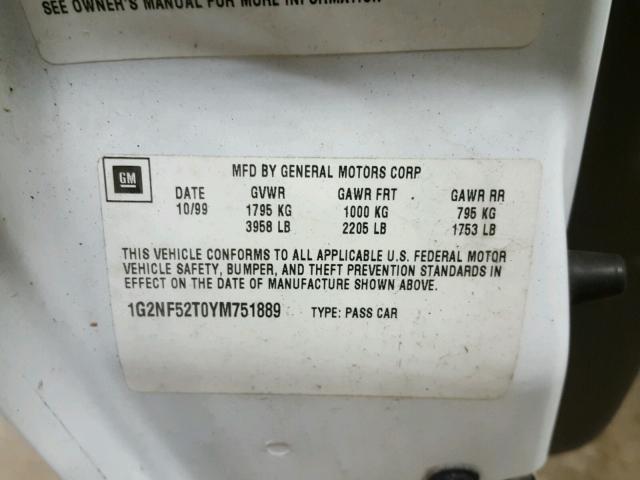 SEE OWNER'S MANUAL FOR MORE INFORMATION
GM
MFD BY GENERAL MOTORS CORP
DATE GVWR GAWR FRT GAWR RR
10/99 1795 KG 1000 KG 795 KG
3958 LB 2205 LB 1753 LB
THIS VEHICLE CONFORMS TO ALL APPLICABLE U.S. FEDERAL MOTOR
VEHICLE SAFETY, BUMPER, AND THEFT PREVENTION STANDARDS IN
EFFECT ON THE DATE OF MANUFACTURE SHOWN ABOVE.
1G2NF52T0YM751889 TYPE: PASS CAR